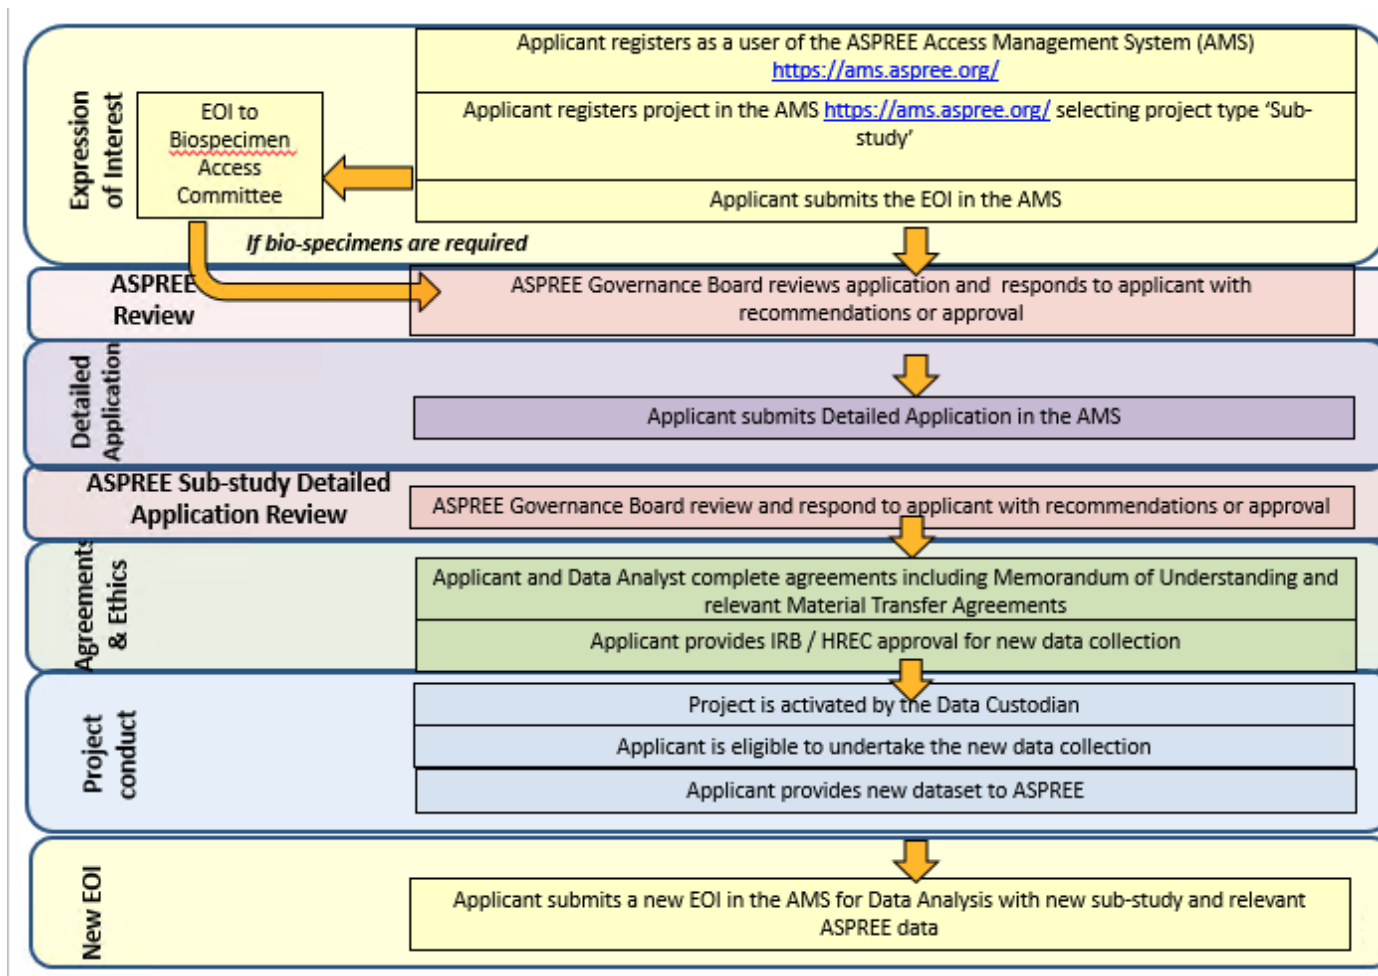 Applicant registers as a user of the ASPREE Access Management System (AMS)
https://ams.aspree.org/
Expression
of Interest
EOI to
Biospecimen
Access
Committee
Applicant registers project in the AMS https://ams.aspree.org/ selecting project type ‘Sub-
study’
Applicant submits the EOI in the AMS
If bio-specimens are required
ASPREE
Review
ASPREE Governance Board reviews application and responds to applicant with
recommendations or approval
Detailed
Application
Applicant submits Detailed Application in the AMS
ASPREE Sub-study Detailed
Application Review
ASPREE Governance Board review and respond to applicant with recommendations or approval
Agreements
& Ethics
Applicant and Data Analyst complete agreements including Memorandum of Understanding and
relevant Material Transfer Agreements
Applicant provides IRB / HREC approval for new data collection
Project
conduct
Project is activated by the Data Custodian
Applicant is eligible to undertake the new data collection
Applicant provides new dataset to ASPREE
New EOI
Applicant submits a new EOI in the AMS for Data Analysis with new sub-study and relevant
ASPREE data